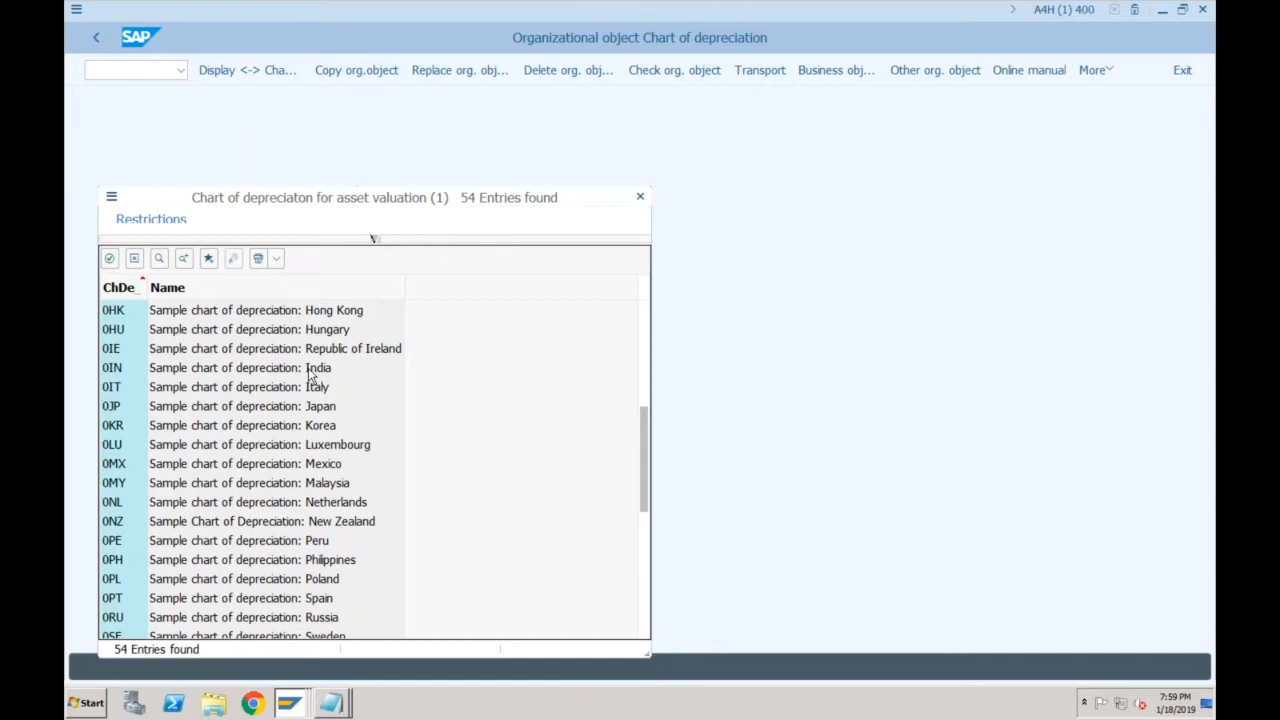 A4H (1) 400
SAP
Organizational object Chart of depreciation
Display <-> Cha... Copy org.object Replace org. obj... Delete org. obj... Check org. object Transport Business obj... Other org. object Online manual More Exit
Chart of depreciaton for asset valuation (1) 54 Entries found
Restrictions
ChDe.. Name
0HK Sample chart of depreciation: Hong Kong
0HU Sample chart of depreciation: Hungary
0IE Sample chart of depreciation: Republic of Ireland
0IN Sample chart of depreciation: India
0IT Sample chart of depreciation: Italy
0JP Sample chart of depreciation: Japan
0KR Sample chart of depreciation: Korea
0LU Sample chart of depreciation: Luxembourg
0MX Sample chart of depreciation: Mexico
0MY Sample chart of depreciation: Malaysia
0NL Sample chart of depreciation: Netherlands
0NZ Sample Chart of Depreciation: New Zealand
0PE Sample chart of depreciation: Peru
0PH Sample chart of depreciation: Philippines
0PL Sample chart of depreciation: Poland
0PT Sample chart of depreciation: Spain
0RU Sample chart of depreciation: Russia
0SE Sample chart of depreciation: Sweden
54 Entries found
Start
7:59 PM
1/18/2019